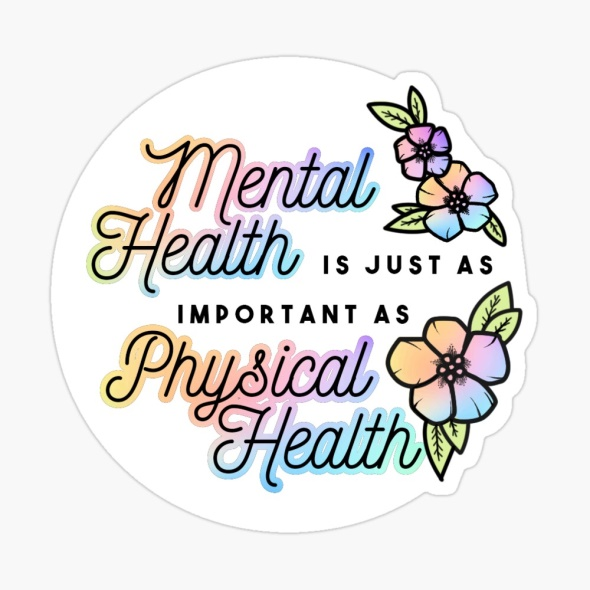 Mental
Health IS JUST AS
IMPORTANT AS
Physical
Health